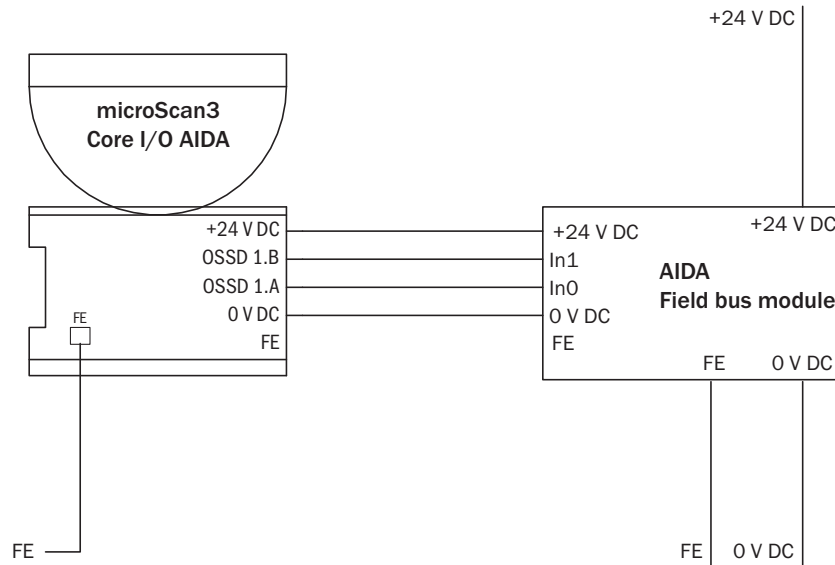 +24 V DC
microScan3
Core I/O AIDA
+24 V DC
OSSD 1.B
OSSD 1.A
0 V DC
FE
FE
+24 V DC
In1
In0
0 V DC
FE
+24 V DC
AIDA
Field bus module
FE
0 V DC
FE
FE
0 V DC